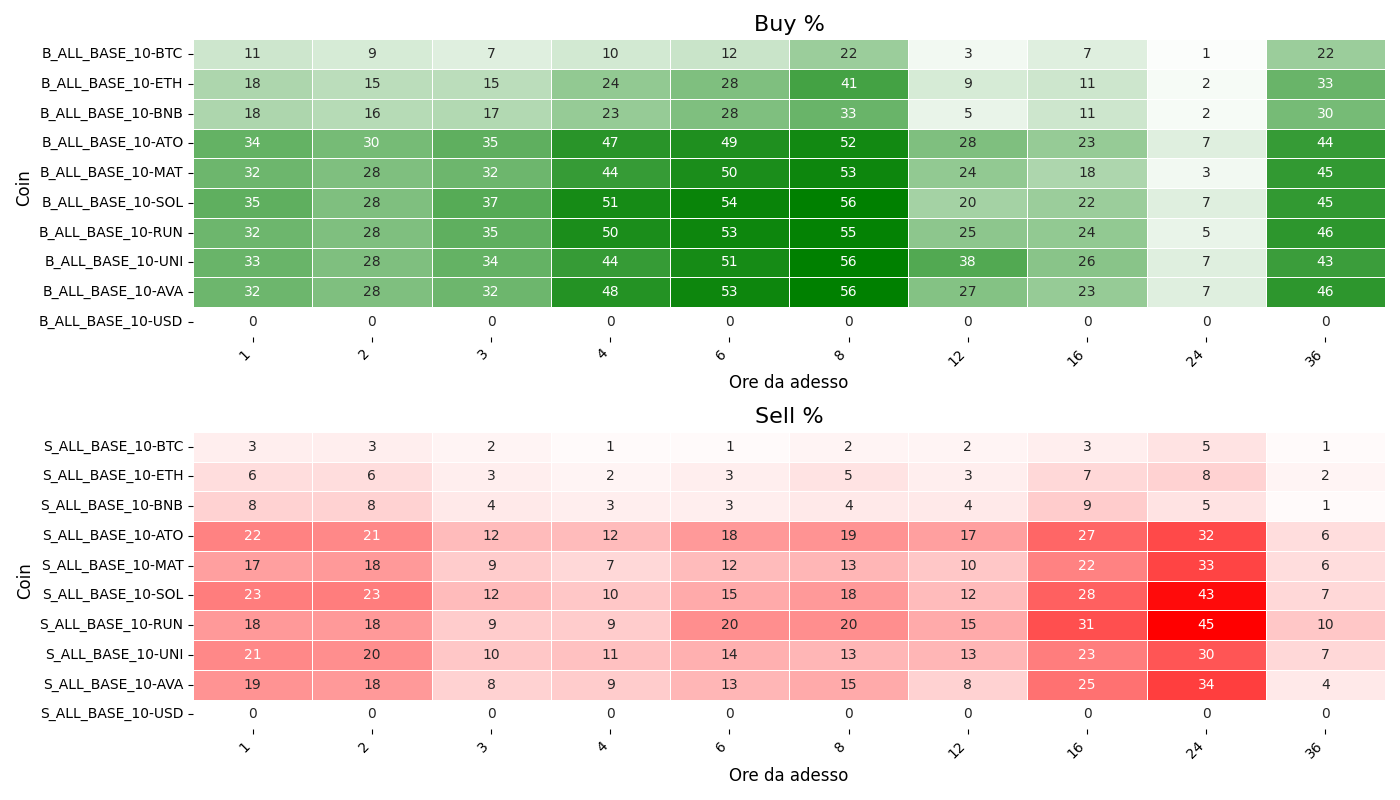 Buy %
Coin
B_ALL_BASE_10-BTC 11 9 7 10 12 22 3 7 1 22
B_ALL_BASE_10-ETH 18 15 15 24 28 41 9 11 2 33
B_ALL_BASE_10-BNB 18 16 17 23 28 33 5 11 2 30
B_ALL_BASE_10-ATO 34 30 35 47 49 52 28 23 7 44
B_ALL_BASE_10-MAT 32 28 32 44 50 53 24 18 3 45
B_ALL_BASE_10-SOL 35 28 37 51 54 56 20 22 7 45
B_ALL_BASE_10-RUN 32 28 35 50 53 55 25 24 5 46
B_ALL_BASE_10-UNI 33 28 34 44 51 56 38 26 7 43
B_ALL_BASE_10-AVA 32 28 32 48 53 56 27 23 7 46
B_ALL_BASE_10-USD 0 0 0 0 0 0 0 0 0 0
1 2 3 4 6 8 12 16 24 36
Ore da adesso
Sell %
Coin
S_ALL_BASE_10-BTC 3 3 2 1 1 2 2 3 5 1
S_ALL_BASE_10-ETH 6 6 3 2 3 5 3 7 8 2
S_ALL_BASE_10-BNB 8 8 4 3 3 4 4 9 5 1
S_ALL_BASE_10-ATO 22 21 12 12 18 19 17 27 32 6
S_ALL_BASE_10-MAT 17 18 9 7 12 13 10 22 33 6
S_ALL_BASE_10-SOL 23 23 12 10 15 18 12 28 43 7
S_ALL_BASE_10-RUN 18 18 9 9 20 20 15 31 45 10
S_ALL_BASE_10-UNI 21 20 10 11 14 13 13 23 30 7
S_ALL_BASE_10-AVA 19 18 8 9 13 15 8 25 34 4
S_ALL_BASE_10-USD 0 0 0 0 0 0 0 0 0 0
1 2 3 4 6 8 12 16 24 36
Ore da adesso